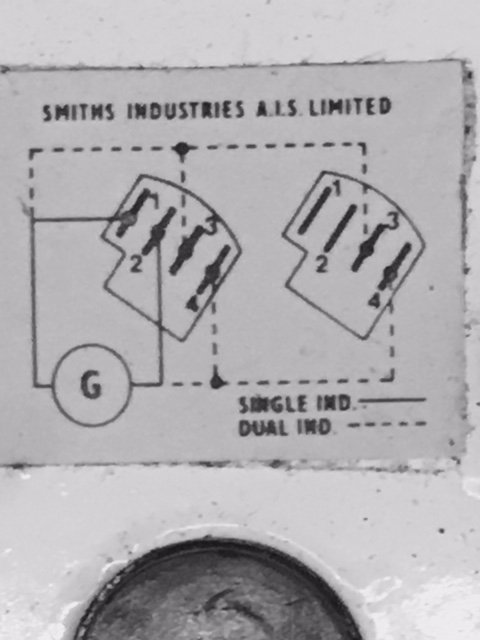 SMITHS INDUSTRIES A.I.S. LIMITED
1
2
3
4
1
2
3
4
G
SINGLE IND.
DUAL IND.